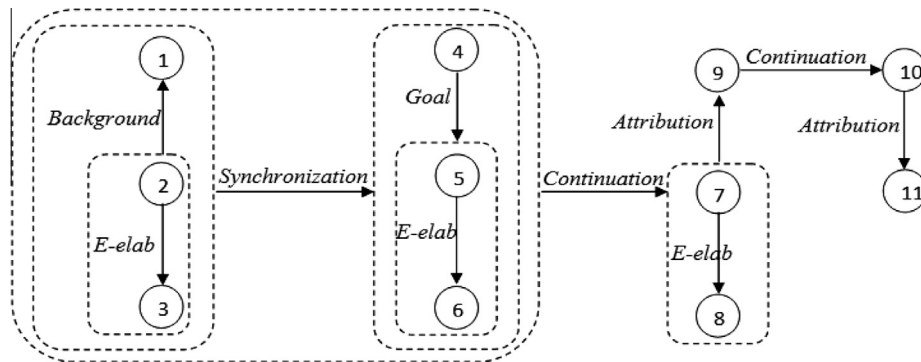 1
4
9
Continuation
10
Background
Goal
Attribution
Attribution
2
Synchronization
5
Continuation
7
11
E-elab
E-elab
E-elab
3
6
8